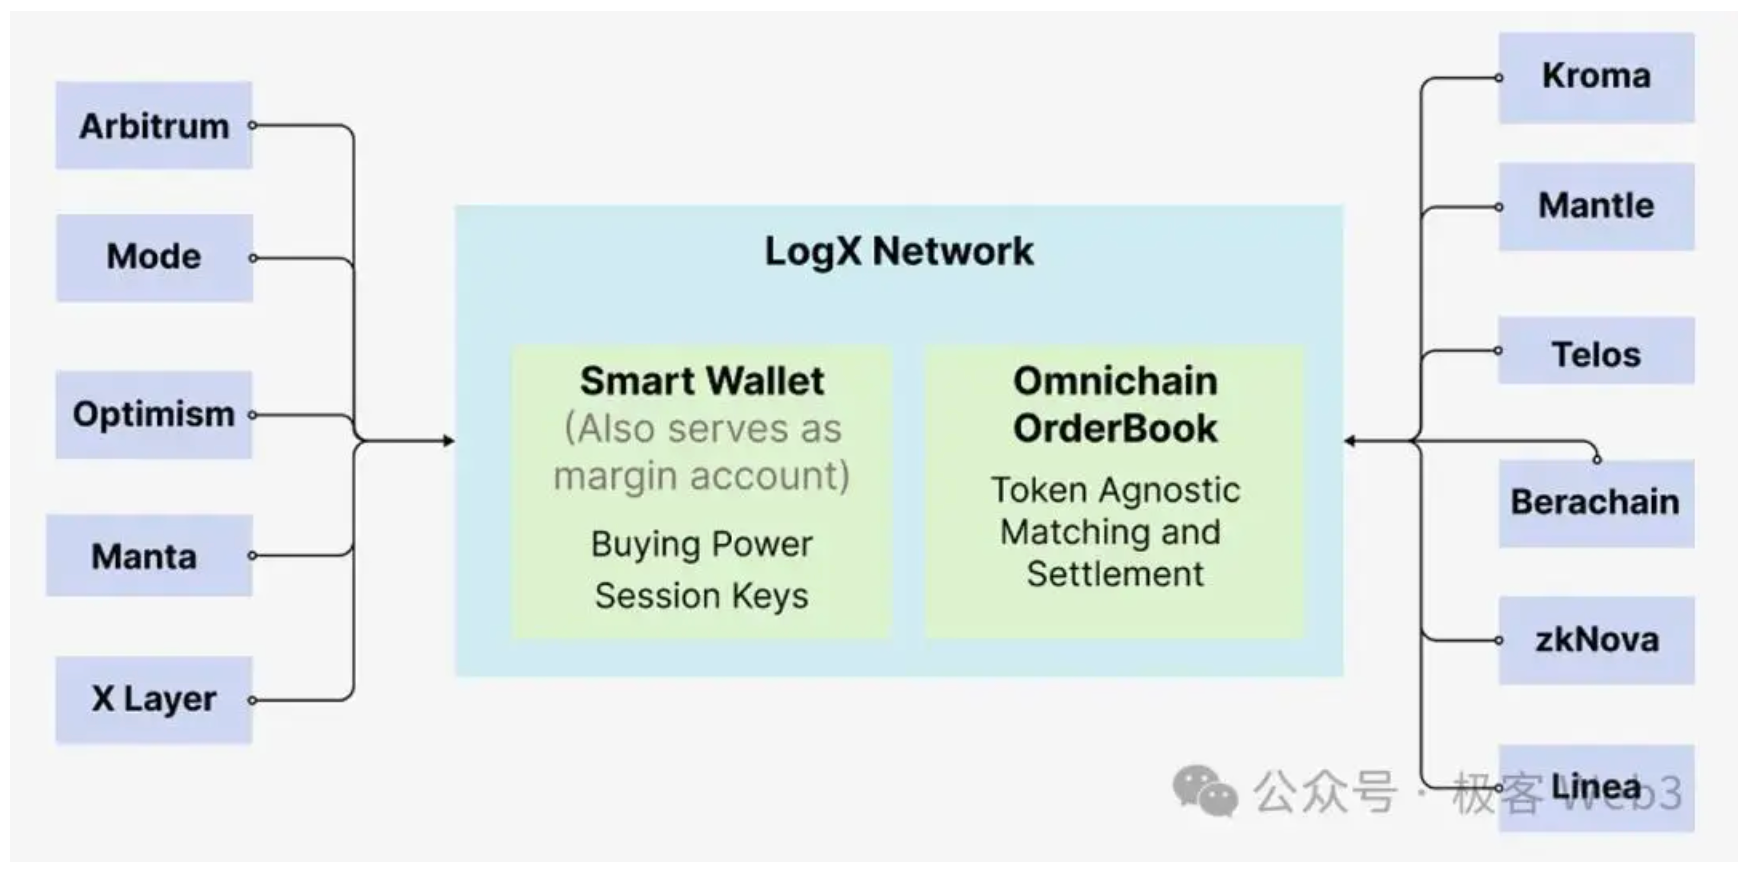 Arbitrum
Mode
Optimism
Manta
X Layer
LogX Network
Smart Wallet
(Also serves as
margin account)
Buying Power
Session Keys
Omnichain
OrderBook
Token Agnostic
Matching and
Settlement
Kroma
Mantle
Telos
Berachain
zkNova
Linea
公众号 · 极客 Web3